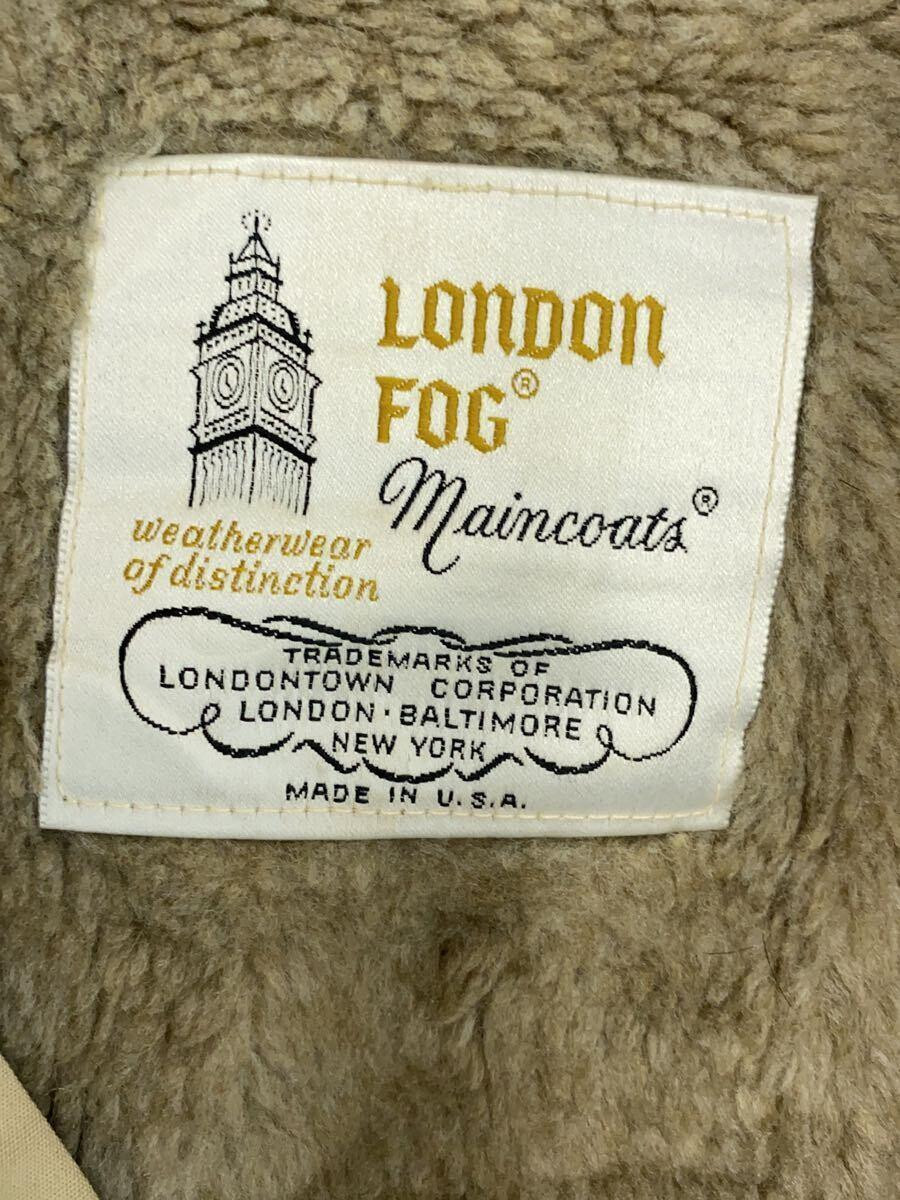 LONDON
FOG®
Maincoats®
weatherwear
of distinction
TRADEMARKS OF
LONDONTOWN CORPORATION
LONDON · BALTIMORE
NEW YORK
MADE IN U.S.A.